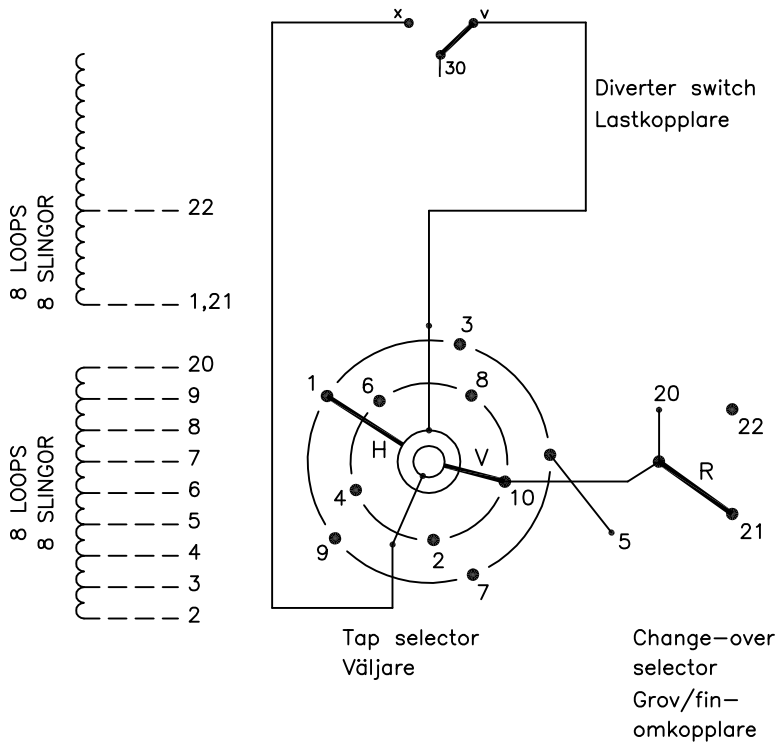 x
v
30
Diverter switch
Lastkopplare
8 LOOPS
8 SLINGOR
22
1,21
20
9
8
7
6
5
4
3
2
8 LOOPS
8 SLINGOR
3
1
6
8
H
V
4
10
9
2
7
5
20
22
R
21
Tap selector
Väljare
Change-over
selector
Grov/fin-
omkopplare